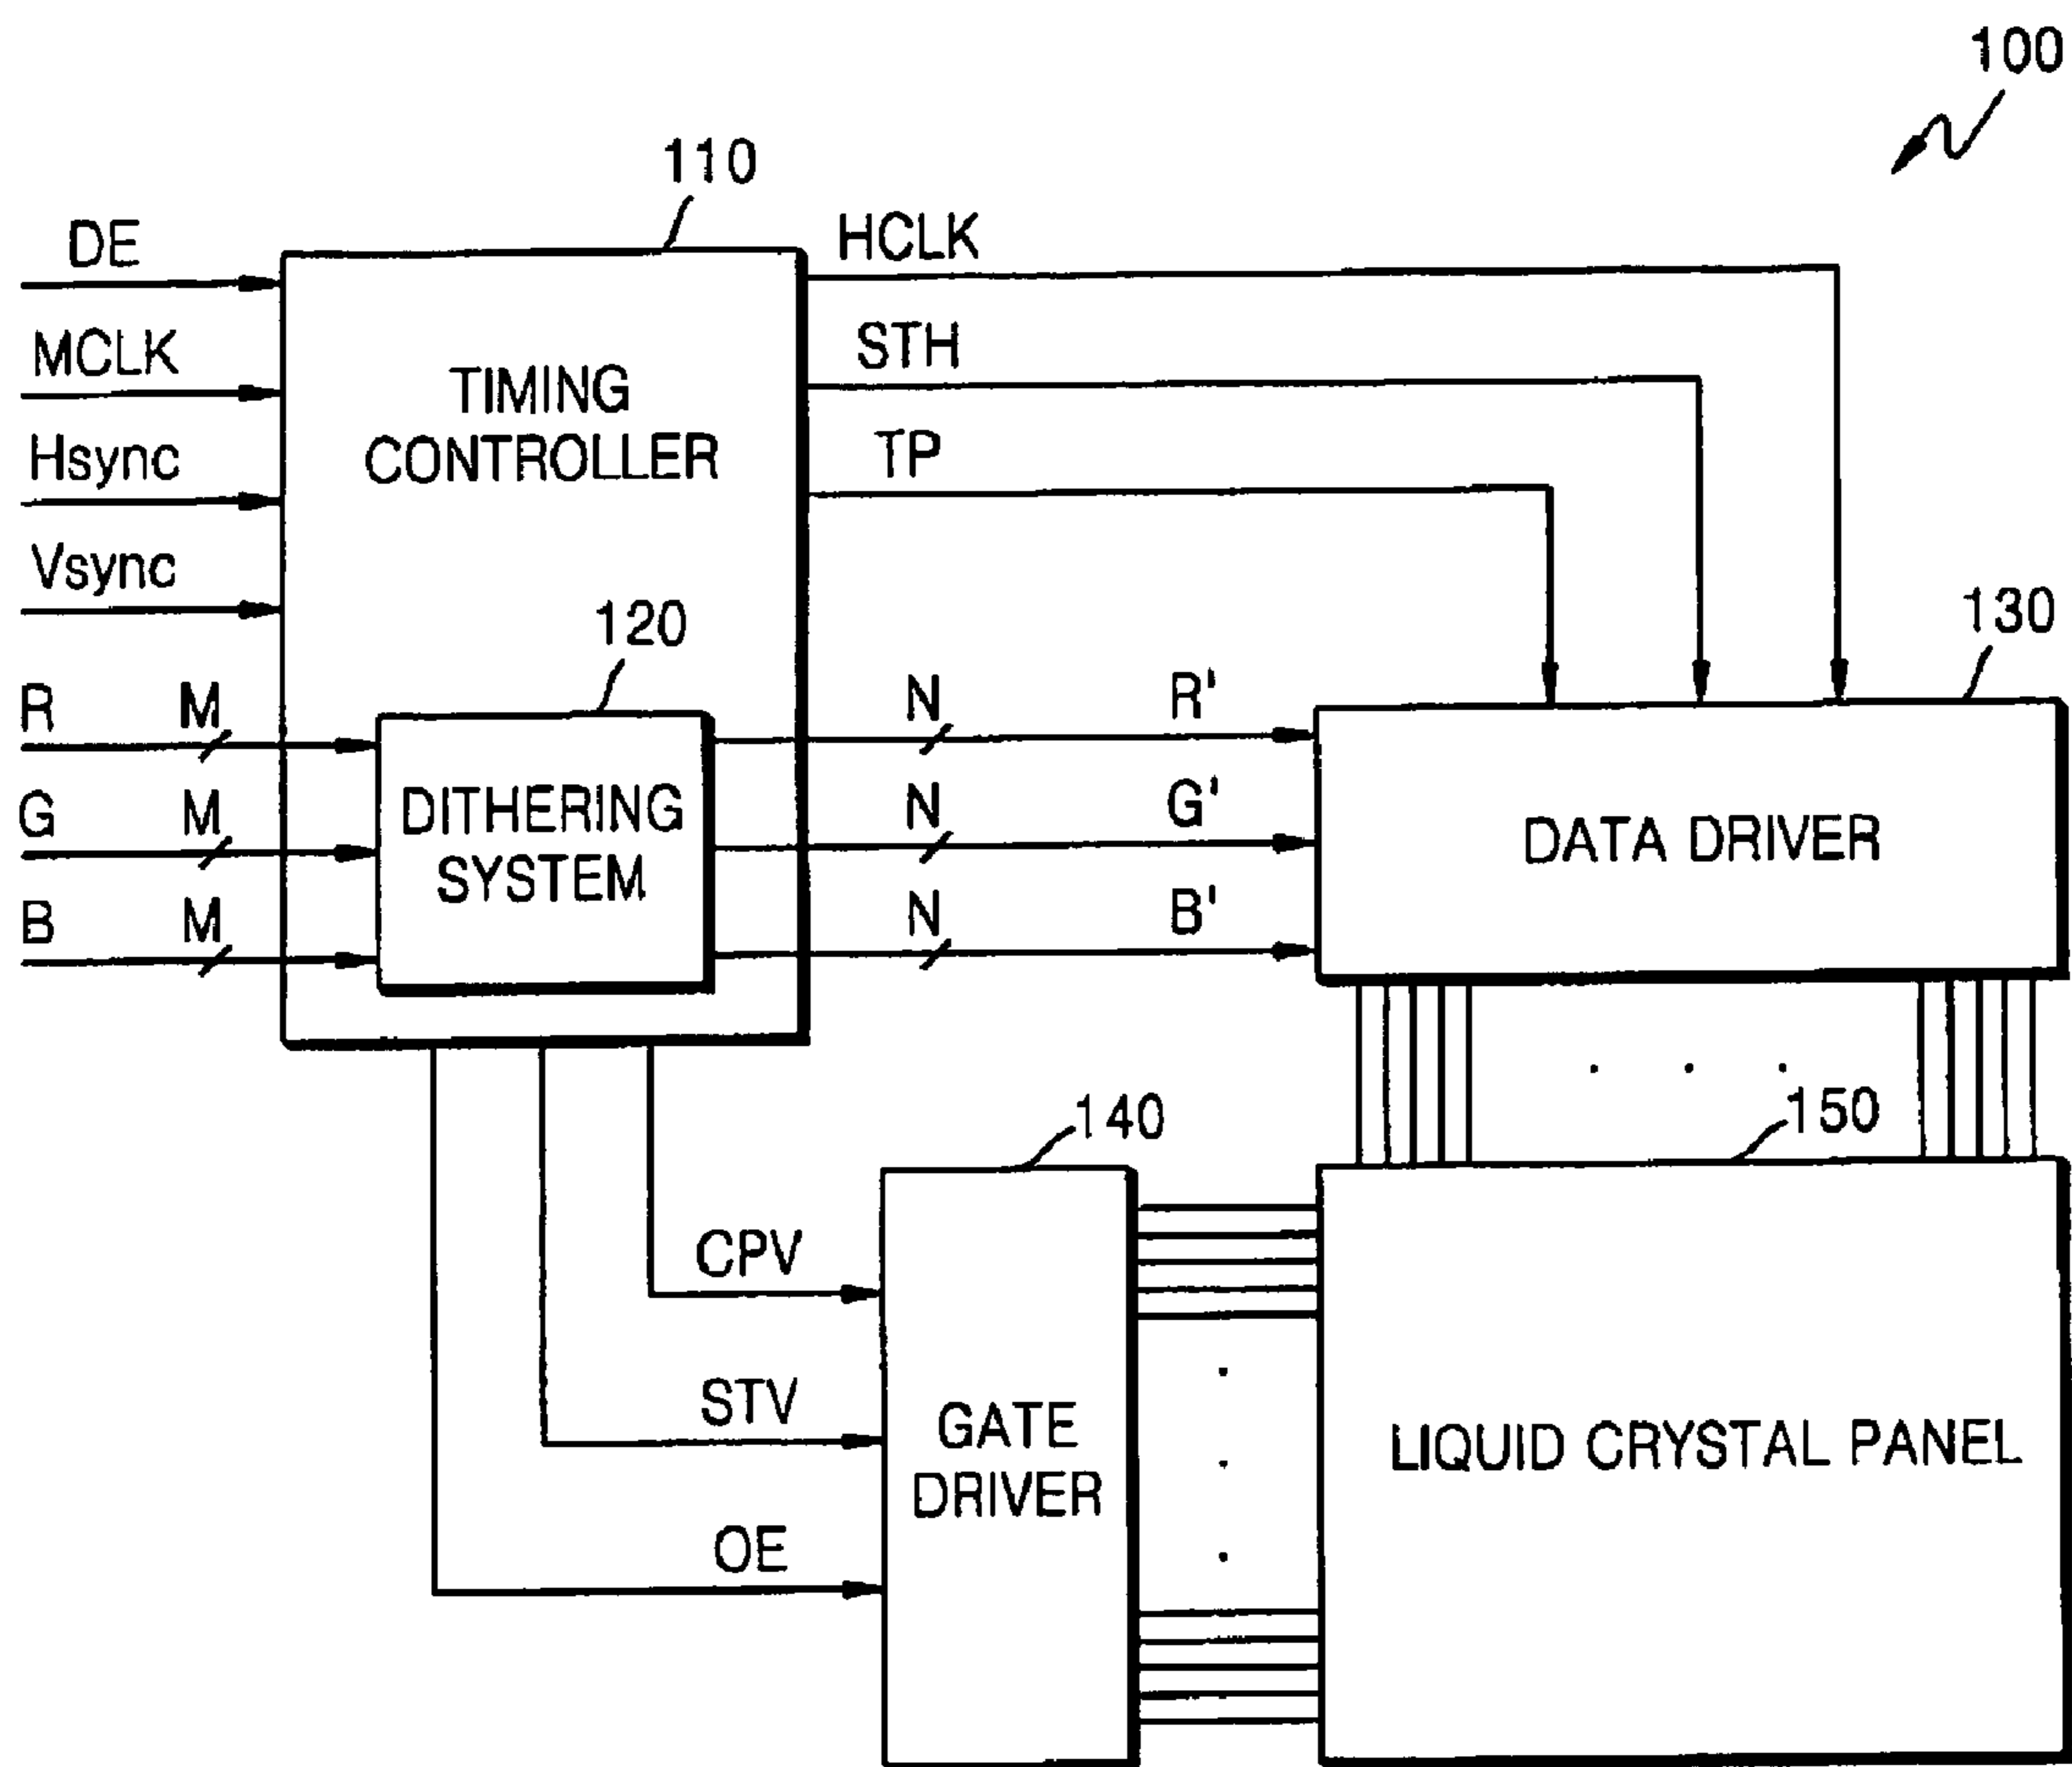 100
110
DE
HCLK
MCLK
STH
TIMING
CONTROLLER
Hsync
TP
Vsync
120
130
R M
N R'
G M
DITHERING
SYSTEM
N G'
DATA DRIVER
B M
N B'
140
150
CPV
STV
GATE
DRIVER
LIQUID CRYSTAL PANEL
OE